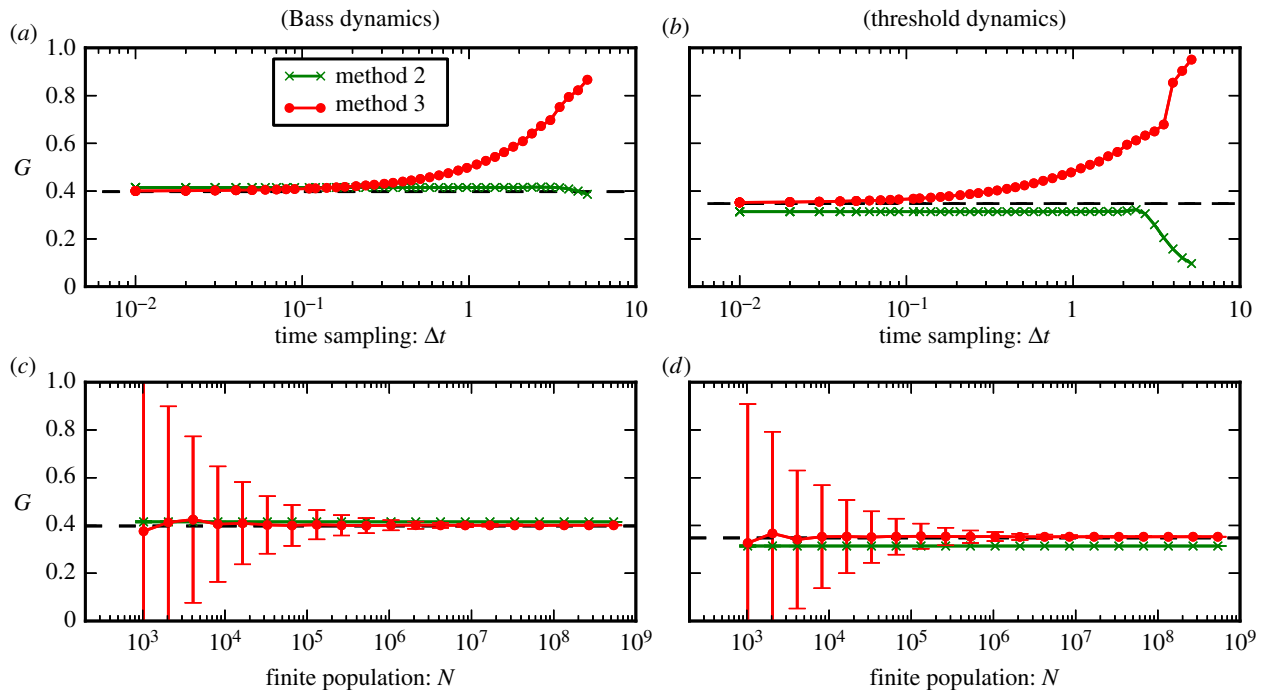 (Bass dynamics)
(threshold dynamics)
(a)
1.0
0.8
0.6
G
0.4
0.2
0
method 2
method 3
10⁻²
10⁻¹
1
10
time sampling: Δt
(b)
10⁻²
10⁻¹
1
10
time sampling: Δt
(c)
1.0
0.8
0.6
G
0.4
0.2
0
10³
10⁴
10⁵
10⁶
10⁷
10⁸
10⁹
finite population: N
(d)
10³
10⁴
10⁵
10⁶
10⁷
10⁸
10⁹
finite population: N